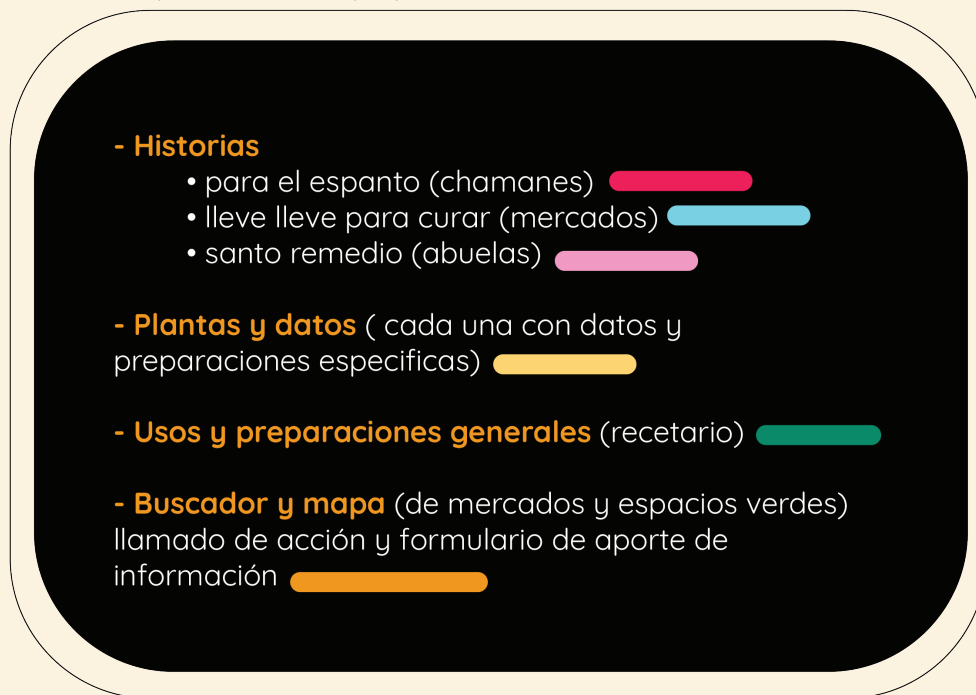 - Historias
• para el espanto (chamanes)
• lleve lleve para curar (mercados)
• santo remedio (abuelas)
- Plantas y datos ( cada una con datos y
preparaciones especificas)
- Usos y preparaciones generales (recetario)
- Buscador y mapa (de mercados y espacios verdes)
llamado de acción y formulario de aporte de
información